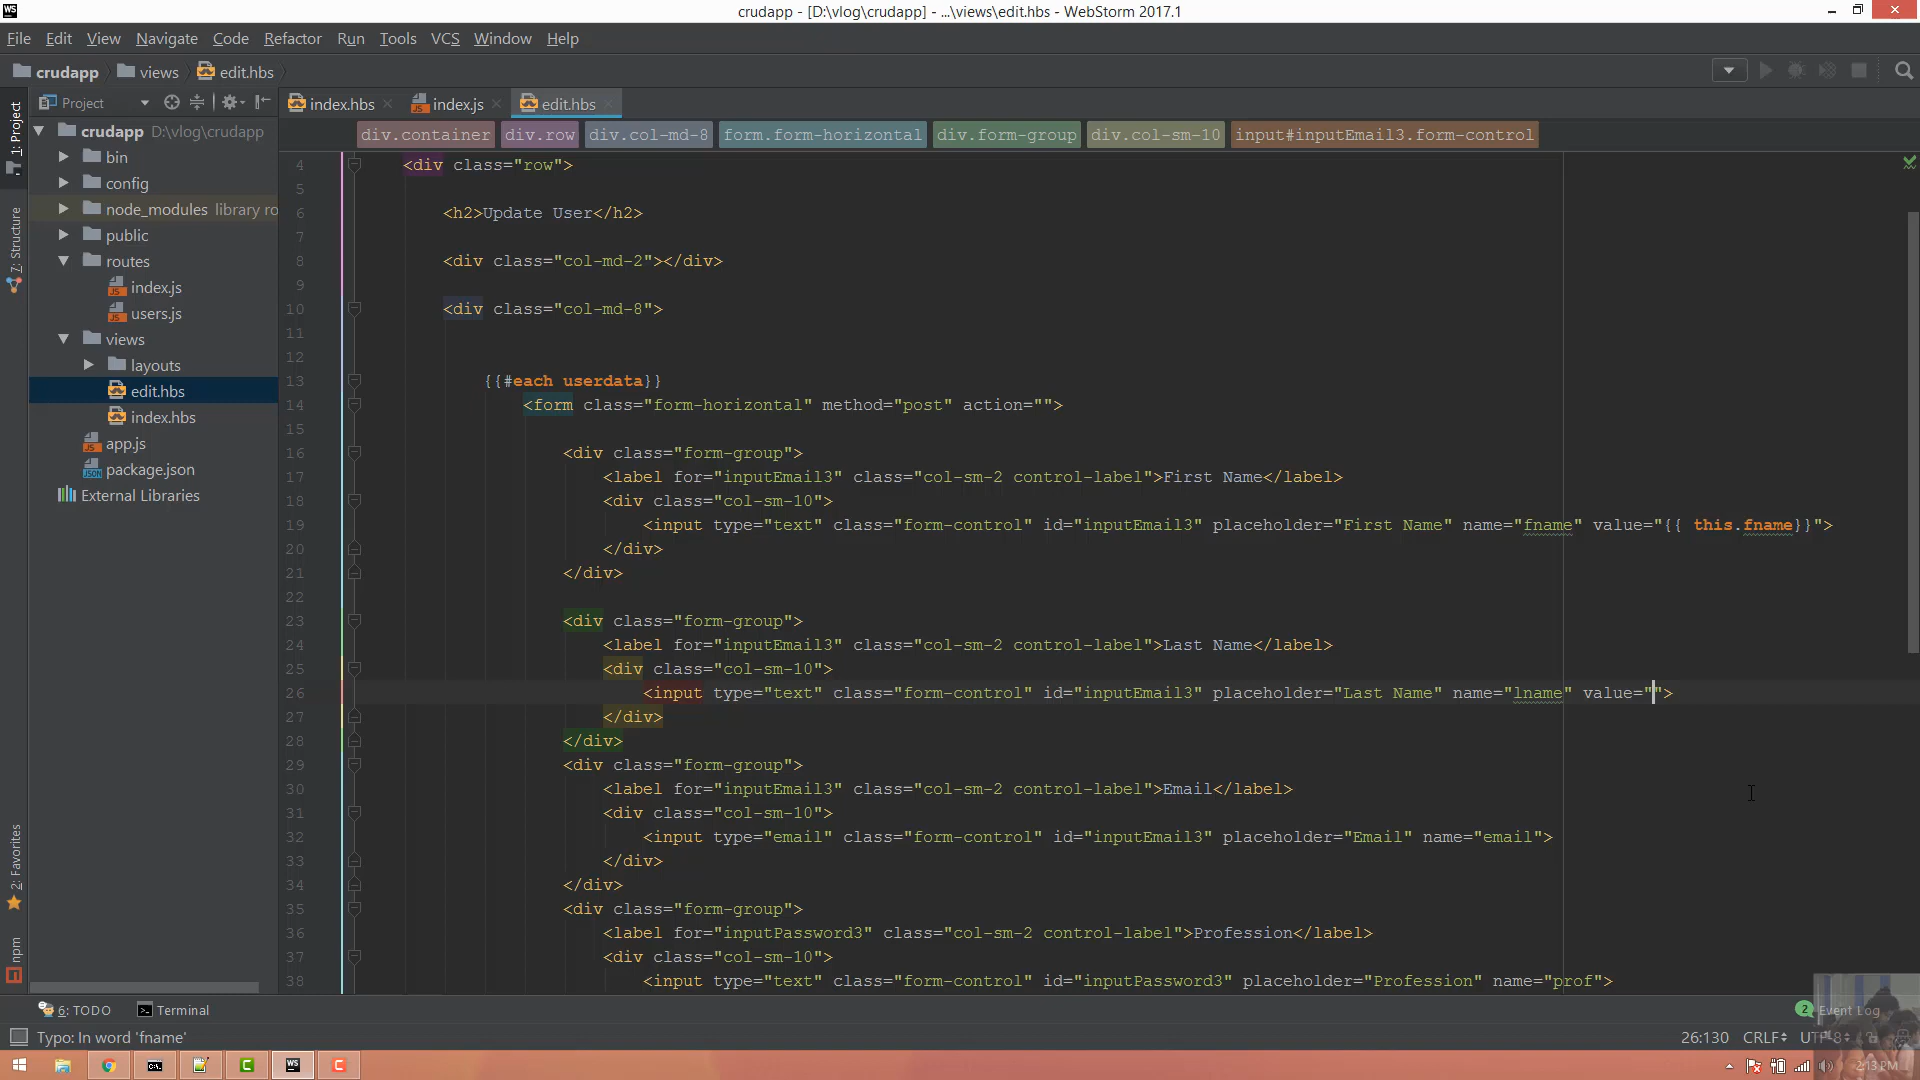 WS
crudapp - [D:\vlog\crudapp] - ...\views\edit.hbs - WebStorm 2017.1
File Edit View Navigate Code Refactor Run Tools VCS Window Help
crudapp views edit.hbs
Project index.hbs index.js edit.hbs
div.container div.row div.col-md-8 form.form-horizontal div.form-group div.col-sm-10 input#inputEmail3.form-control
1: Project
7: Structure
2: Favorites
npm
crudapp D:\vlog\crudapp
bin
config
node_modules library ro
public
routes
index.js
users.js
views
layouts
edit.hbs
index.hbs
app.js
package.json
External Libraries
4 <div class="row">
5
6 <h2>Update User</h2>
7
8 <div class="col-md-2"></div>
9
10 <div class="col-md-8">
11
12
13 {{#each userdata}}
14 <form class="form-horizontal" method="post" action="">
15
16 <div class="form-group">
17 <label for="inputEmail3" class="col-sm-2 control-label">First Name</label>
18 <div class="col-sm-10">
19 <input type="text" class="form-control" id="inputEmail3" placeholder="First Name" name="fname" value="{{ this.fname}}">
20 </div>
21 </div>
22
23 <div class="form-group">
24 <label for="inputEmail3" class="col-sm-2 control-label">Last Name</label>
25 <div class="col-sm-10">
26 <input type="text" class="form-control" id="inputEmail3" placeholder="Last Name" name="lname" value="">
27 </div>
28 </div>
29 <div class="form-group">
30 <label for="inputEmail3" class="col-sm-2 control-label">Email</label>
31 <div class="col-sm-10">
32 <input type="email" class="form-control" id="inputEmail3" placeholder="Email" name="email">
33 </div>
34 </div>
35 <div class="form-group">
36 <label for="inputPassword3" class="col-sm-2 control-label">Profession</label>
37 <div class="col-sm-10">
38 <input type="text" class="form-control" id="inputPassword3" placeholder="Profession" name="prof">
6: TODO Terminal 2 Event Log
Typo: In word 'fname' 26:130 CRLF UTF-8
2:13 PM